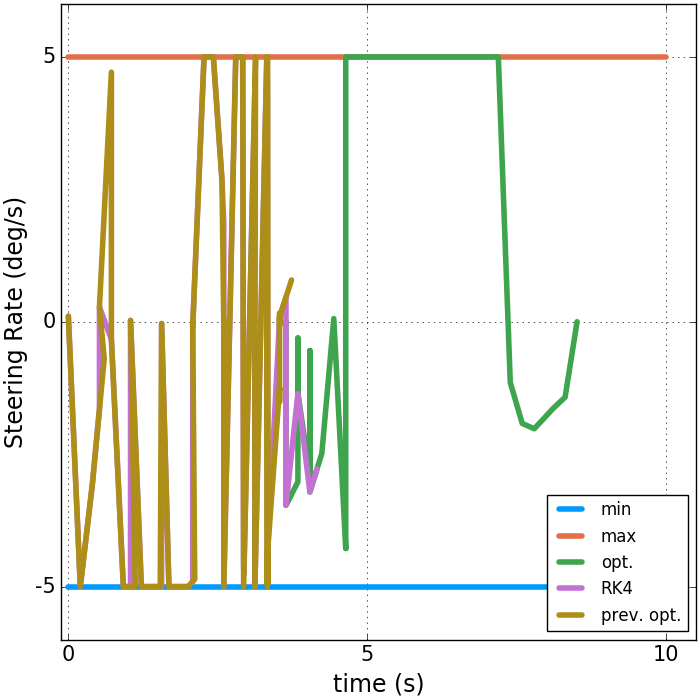 Steering Rate (deg/s)
5
0
-5
0
5
10
time (s)
min
max
opt.
RK4
prev. opt.